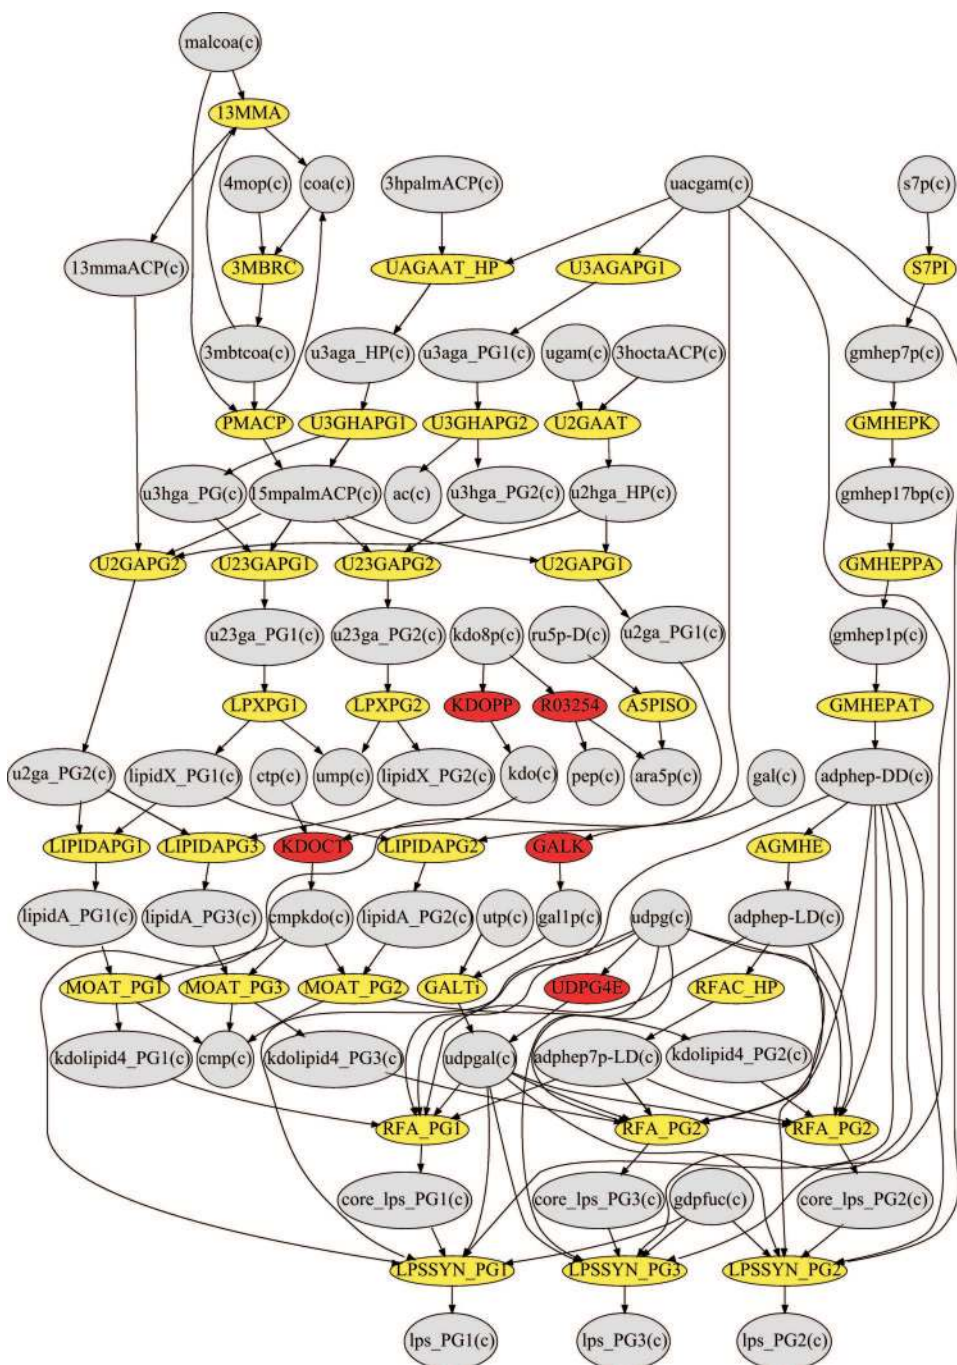 malcoa(c)
13MMA
4mop(c)
coa(c)
3hpalmACP(c)
uacgam(c)
s7p(c)
13mmaACP(c)
3MBRC
UAGAAT_HP
U3AGAPG1
S7PI
3mbtcoa(c)
u3aga_HP(c)
u3aga_PG1(c)
ugam(c)
3hoctaACP(c)
gmhep7p(c)
PMACP
U3GHAPG1
U3GHAPG2
U2GAAT
GMHEPK
u3hga_PG(c)
15mpalmACP(c)
ac(c)
u3hga_PG2(c)
u2hga_HP(c)
gmhep17bp(c)
U2GAPG2
U23GAPG1
U23GAPG2
U2GAPG1
GMHEPPA
u23ga_PG1(c)
u23ga_PG2(c)
kdo8p(c)
ru5p-D(c)
u2ga_PG1(c)
gmhep1p(c)
LPXPG1
LPXPG2
KDOPP
R03254
A5PISO
GMHEPAT
u2ga_PG2(c)
lipidX_PG1(c)
ctp(c)
ump(c)
lipidX_PG2(c)
kdo(c)
pep(c)
ara5p(c)
gal(c)
adphep-DD(c)
LIPIDAPG1
LIPIDAPG3
KDOCT
LIPIDAPG2
GALK
AGMHE
lipidA_PG1(c)
lipidA_PG3(c)
cmpkdo(c)
lipidA_PG2(c)
utp(c)
gal1p(c)
udpg(c)
adphep-LD(c)
MOAT_PG1
MOAT_PG3
MOAT_PG2
GALTi
UDPG4E
RFAC_HP
kdolipid4_PG1(c)
cmp(c)
kdolipid4_PG3(c)
udpgal(c)
adphep7p-LD(c)
kdolipid4_PG2(c)
RFA_PG1
RFA_PG2
RFA_PG2
core_lps_PG1(c)
core_lps_PG3(c)
gdpfuc(c)
core_lps_PG2(c)
LPSSYN_PG1
LPSSYN_PG3
LPSSYN_PG2
lps_PG1(c)
lps_PG3(c)
lps_PG2(c)